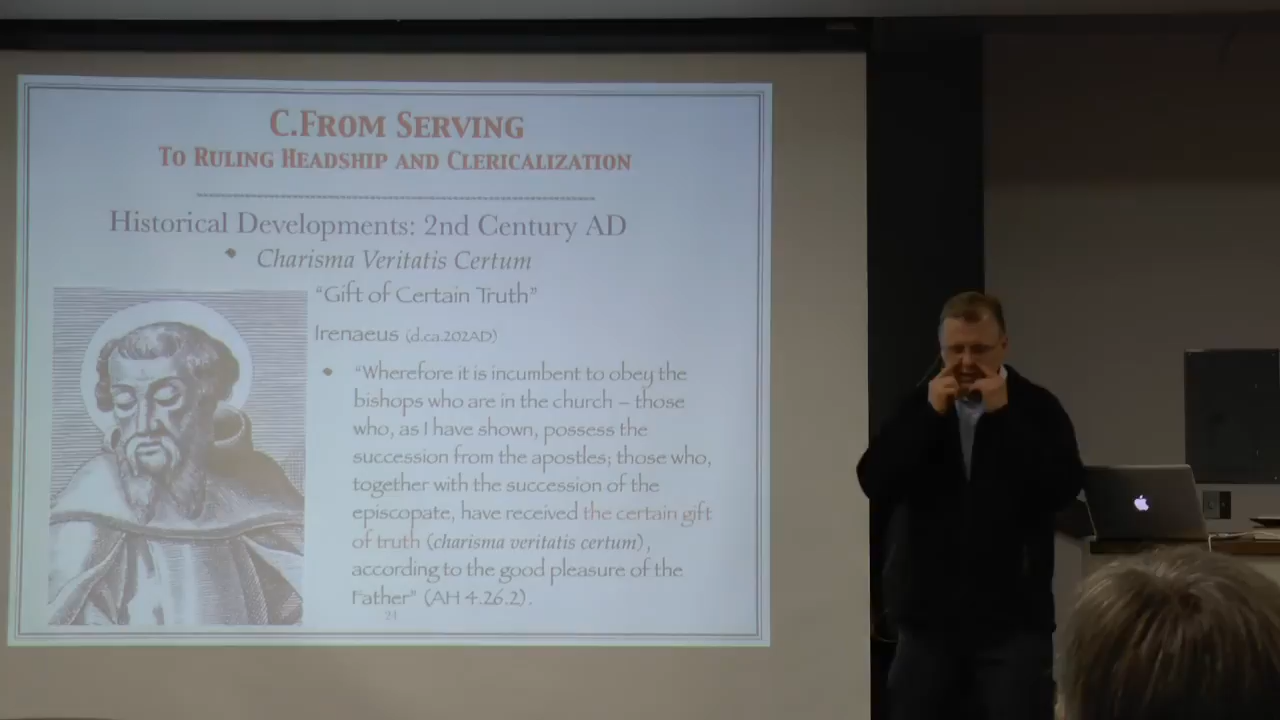 C.From Serving
To Ruling Headship and Clericalization
Historical Developments: 2nd Century AD
• Charisma Veritatis Certum
“Gift of Certain Truth”
Irenaeus (d.ca.202AD)
• “Wherefore it is incumbent to obey the
bishops who are in the church – those
who, as I have shown, possess the
succession from the apostles; those who,
together with the succession of the
episcopate, have received the certain gift
of truth (charisma veritatis certum),
according to the good pleasure of the
Father” (AH 4.26.2).
21